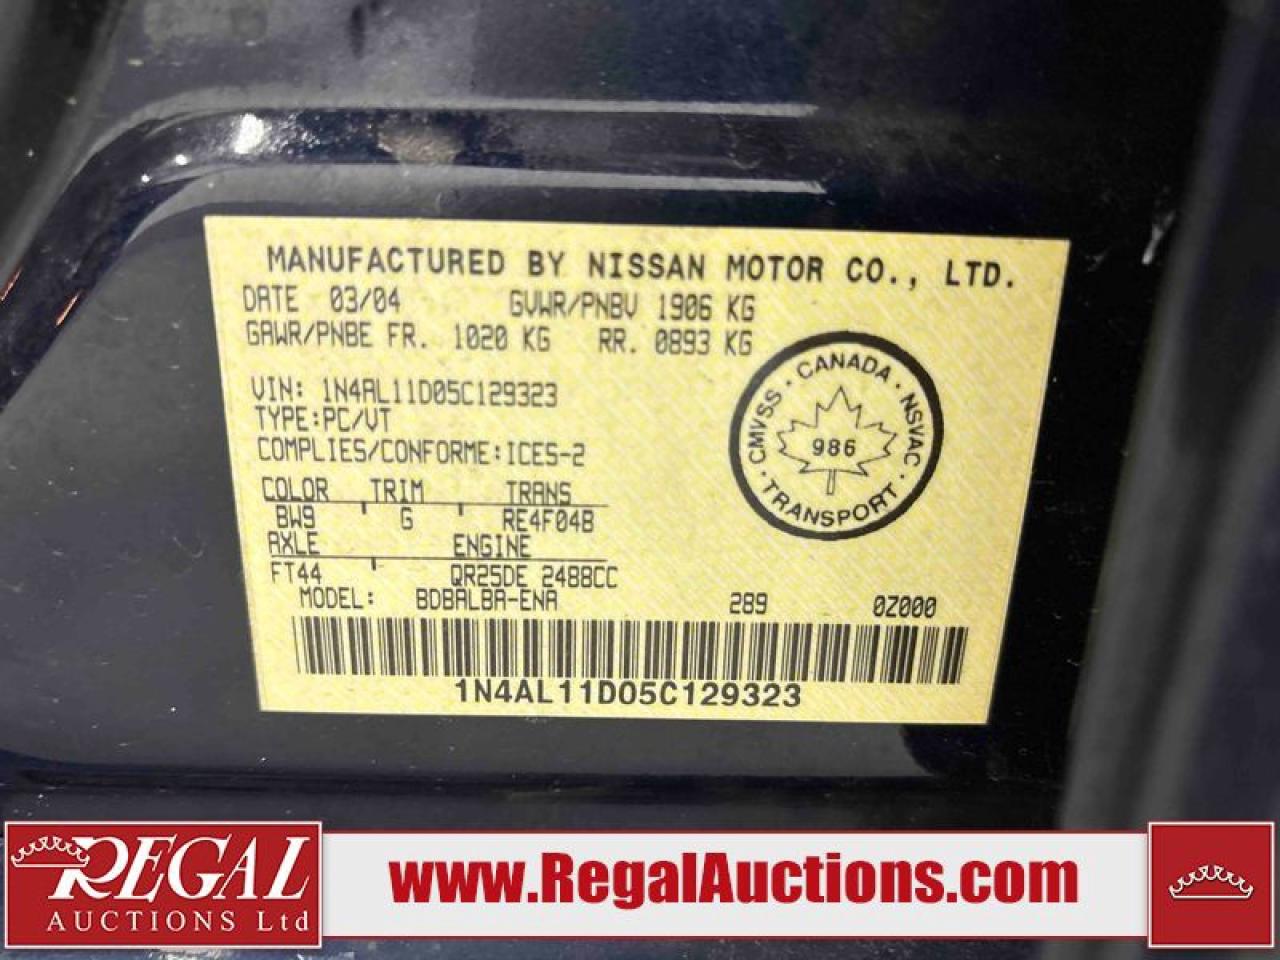 MANUFACTURED BY NISSAN MOTOR CO., LTD.
DATE 03/04 GVWR/PNBV 1906 KG
GAWR/PNBE FR. 1020 KG RR. 0893 KG
VIN: 1N4AL11D05C129323
TYPE:PC/VT
COMPLIES/CONFORME:ICES-2
COLOR TRIM TRANS
BW9 G RE4F04B
AXLE ENGINE
FT44 QR25DE 2488CC
MODEL: BDBALBA-ENA 289 0Z000
1N4AL11D05C129323
CMVSS · CANADA · NSVAC · TRANSPORT ·
986
REGAL
AUCTIONS Ltd
www.RegalAuctions.com